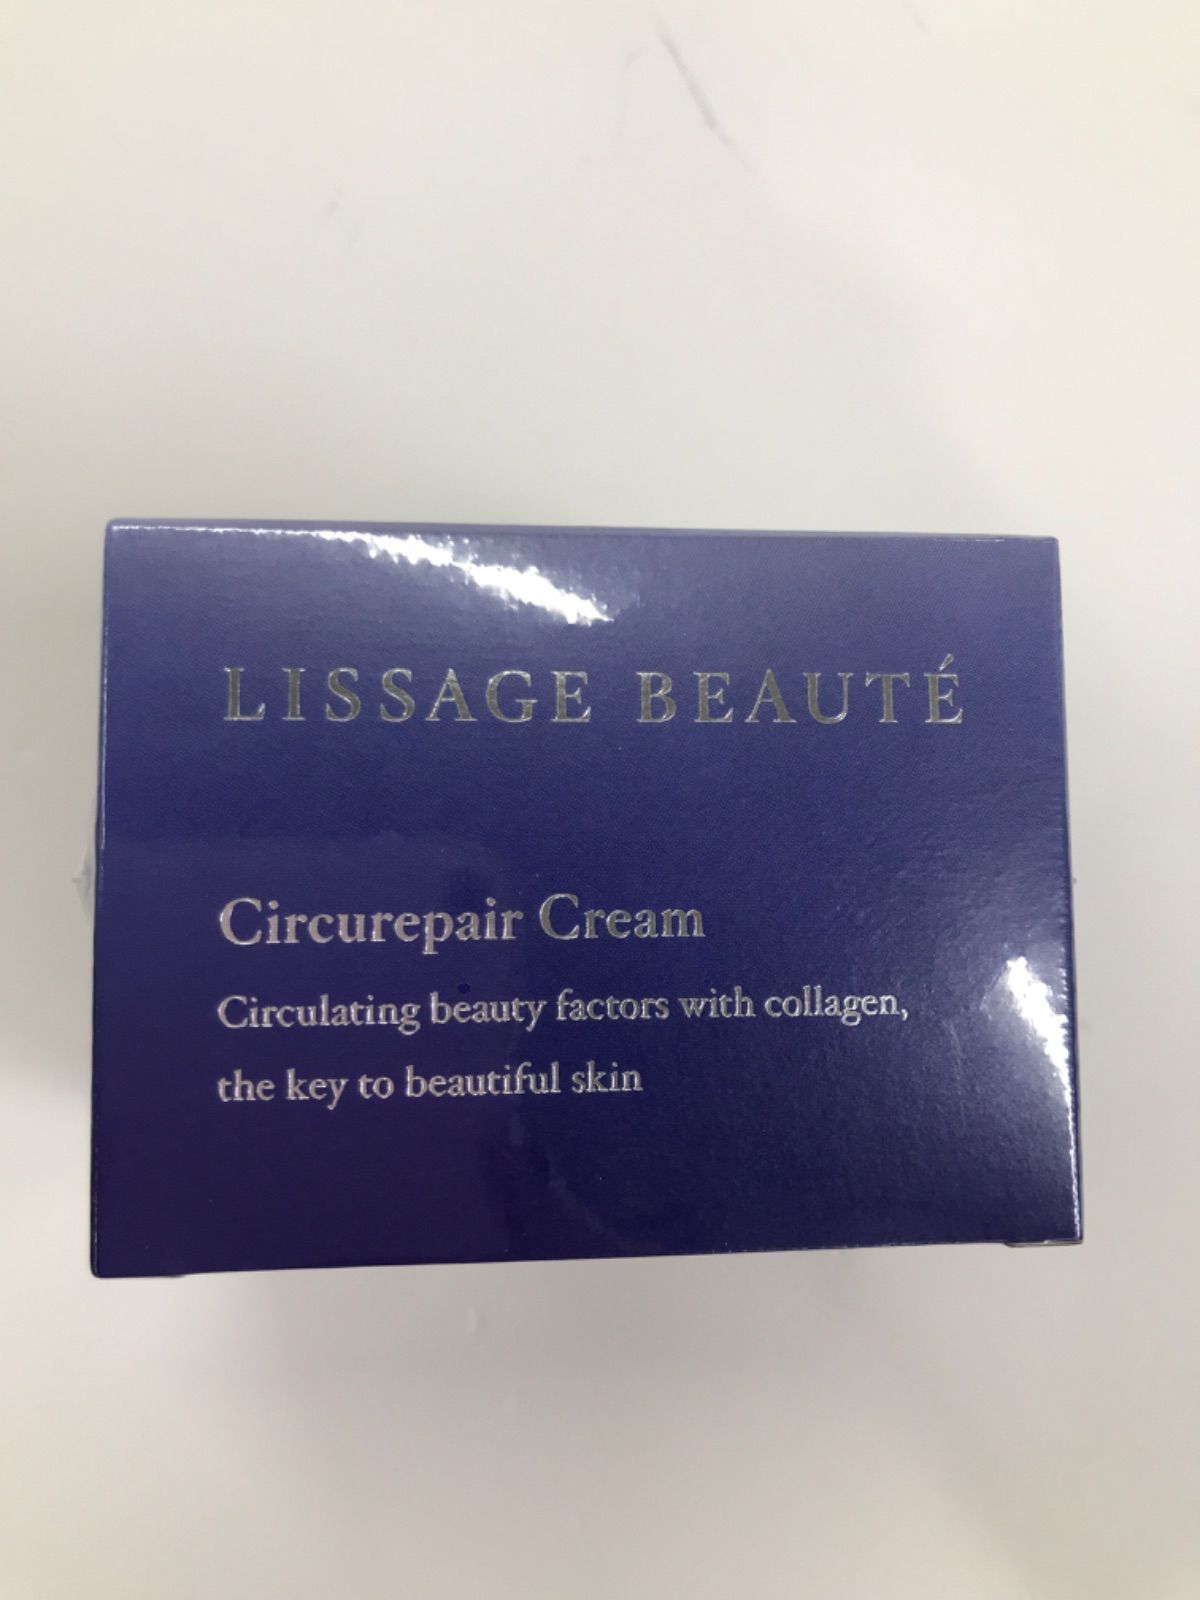 LISSAGE BEAUTÉ
Circurepair Cream
Circulating beauty factors with collagen,
the key to beautiful skin